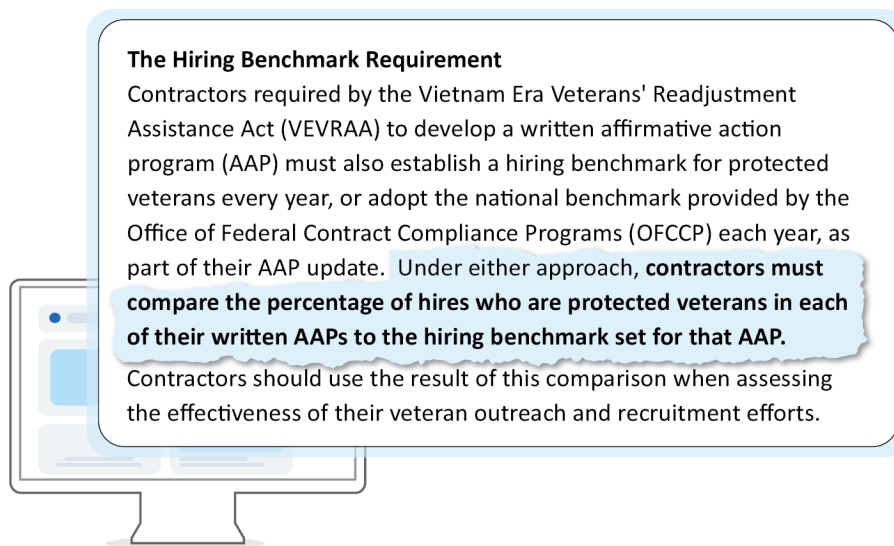 The Hiring Benchmark Requirement
Contractors required by the Vietnam Era Veterans' Readjustment
Assistance Act (VEVRAA) to develop a written affirmative action
program (AAP) must also establish a hiring benchmark for protected
veterans every year, or adopt the national benchmark provided by the
Office of Federal Contract Compliance Programs (OFCCP) each year, as
part of their AAP update. Under either approach, contractors must
compare the percentage of hires who are protected veterans in each
of their written AAPs to the hiring benchmark set for that AAP.
Contractors should use the result of this comparison when assessing
the effectiveness of their veteran outreach and recruitment efforts.